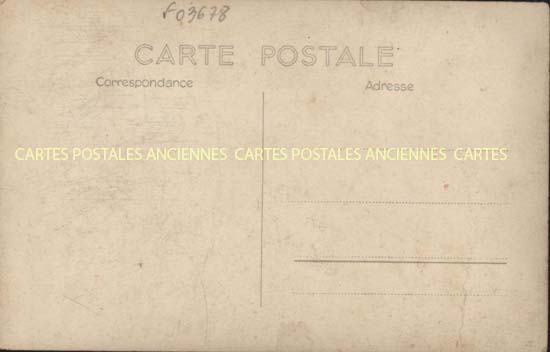 f03678
CARTE POSTALE
Correspondance
Adresse
CARTES POSTALES ANCIENNES CARTES POSTALES ANCIENNES CARTES